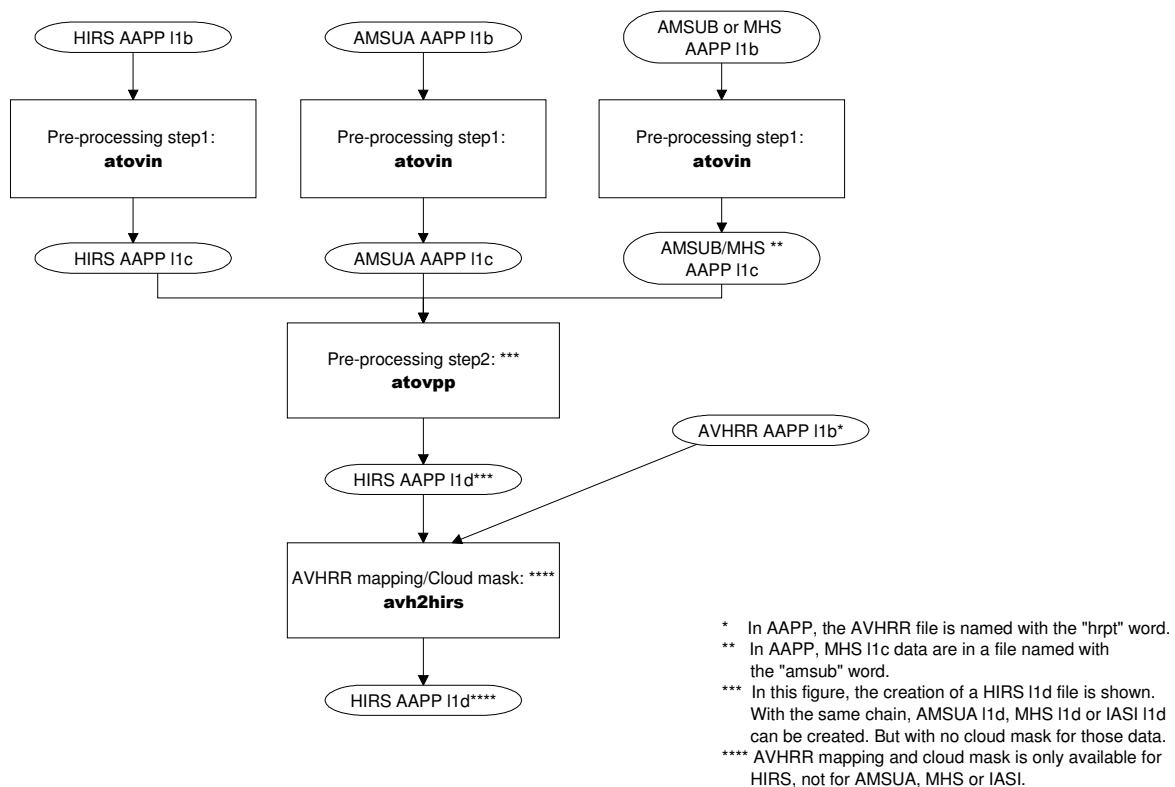 HIRS AAPP l1b
AMSUA AAPP l1b
AMSUB or MHS
AAPP l1b
Pre-processing step1:
atovin
Pre-processing step1:
atovin
Pre-processing step1:
atovin
HIRS AAPP l1c
AMSUA AAPP l1c
AMSUB/MHS **
AAPP l1c
Pre-processing step2: ***
atovpp
AVHRR AAPP l1b*
HIRS AAPP l1d***
AVHRR mapping/Cloud mask: ****
avh2hirs
HIRS AAPP l1d****
* In AAPP, the AVHRR file is named with the "hrpt" word.
** In AAPP, MHS l1c data are in a file named with
the "amsub" word.
*** In this figure, the creation of a HIRS l1d file is shown.
With the same chain, AMSUA l1d, MHS l1d or IASI l1d
can be created. But with no cloud mask for those data.
**** AVHRR mapping and cloud mask is only available for
HIRS, not for AMSUA, MHS or IASI.